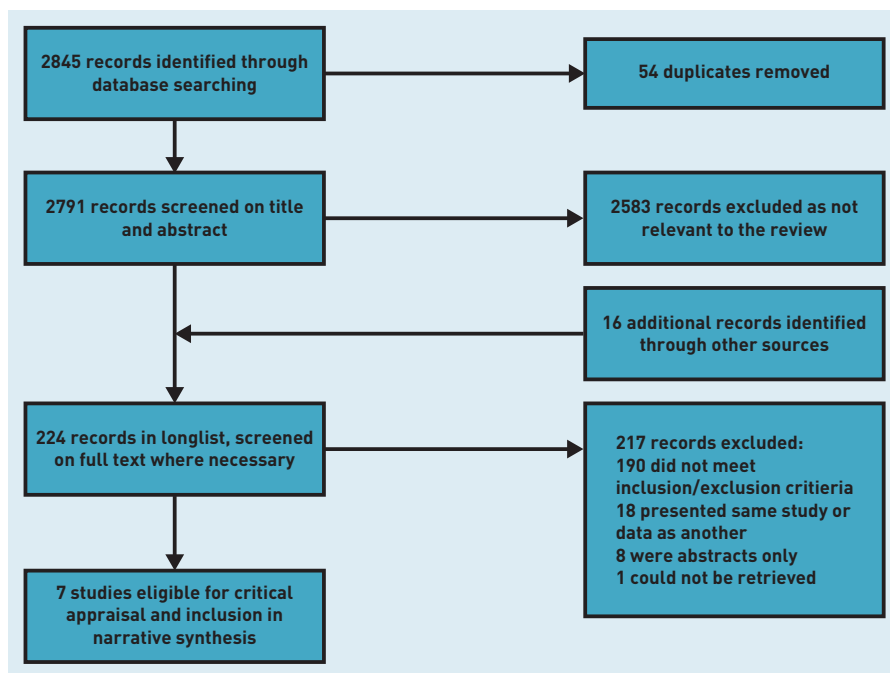 2845 records identified through
database searching
54 duplicates removed
2791 records screened on title
and abstract
2583 records excluded as not
relevant to the review
16 additional records identified
through other sources
224 records in longlist, screened
on full text where necessary
217 records excluded:
190 did not meet
inclusion/exclusion critieria
18 presented same study or
data as another
8 were abstracts only
1 could not be retrieved
7 studies eligible for critical
appraisal and inclusion in
narrative synthesis